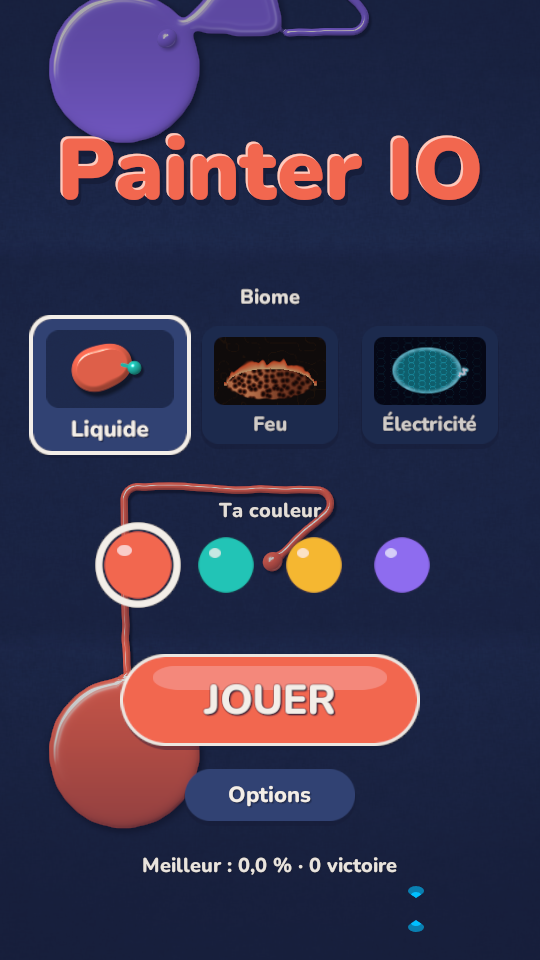 Painter IO
Biome
Liquide
Feu
Électricité
Ta couleur
JOUER
Options
Meilleur : 0,0 % · 0 victoire